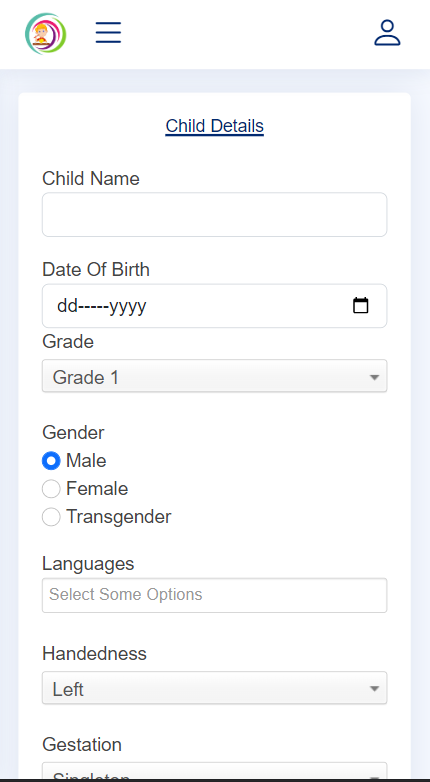 Child Details
Child Name
Date Of Birth
dd-----yyyy
Grade
Grade 1
Gender
Male
Female
Transgender
Languages
Select Some Options
Handedness
Left
Gestation
Singleton